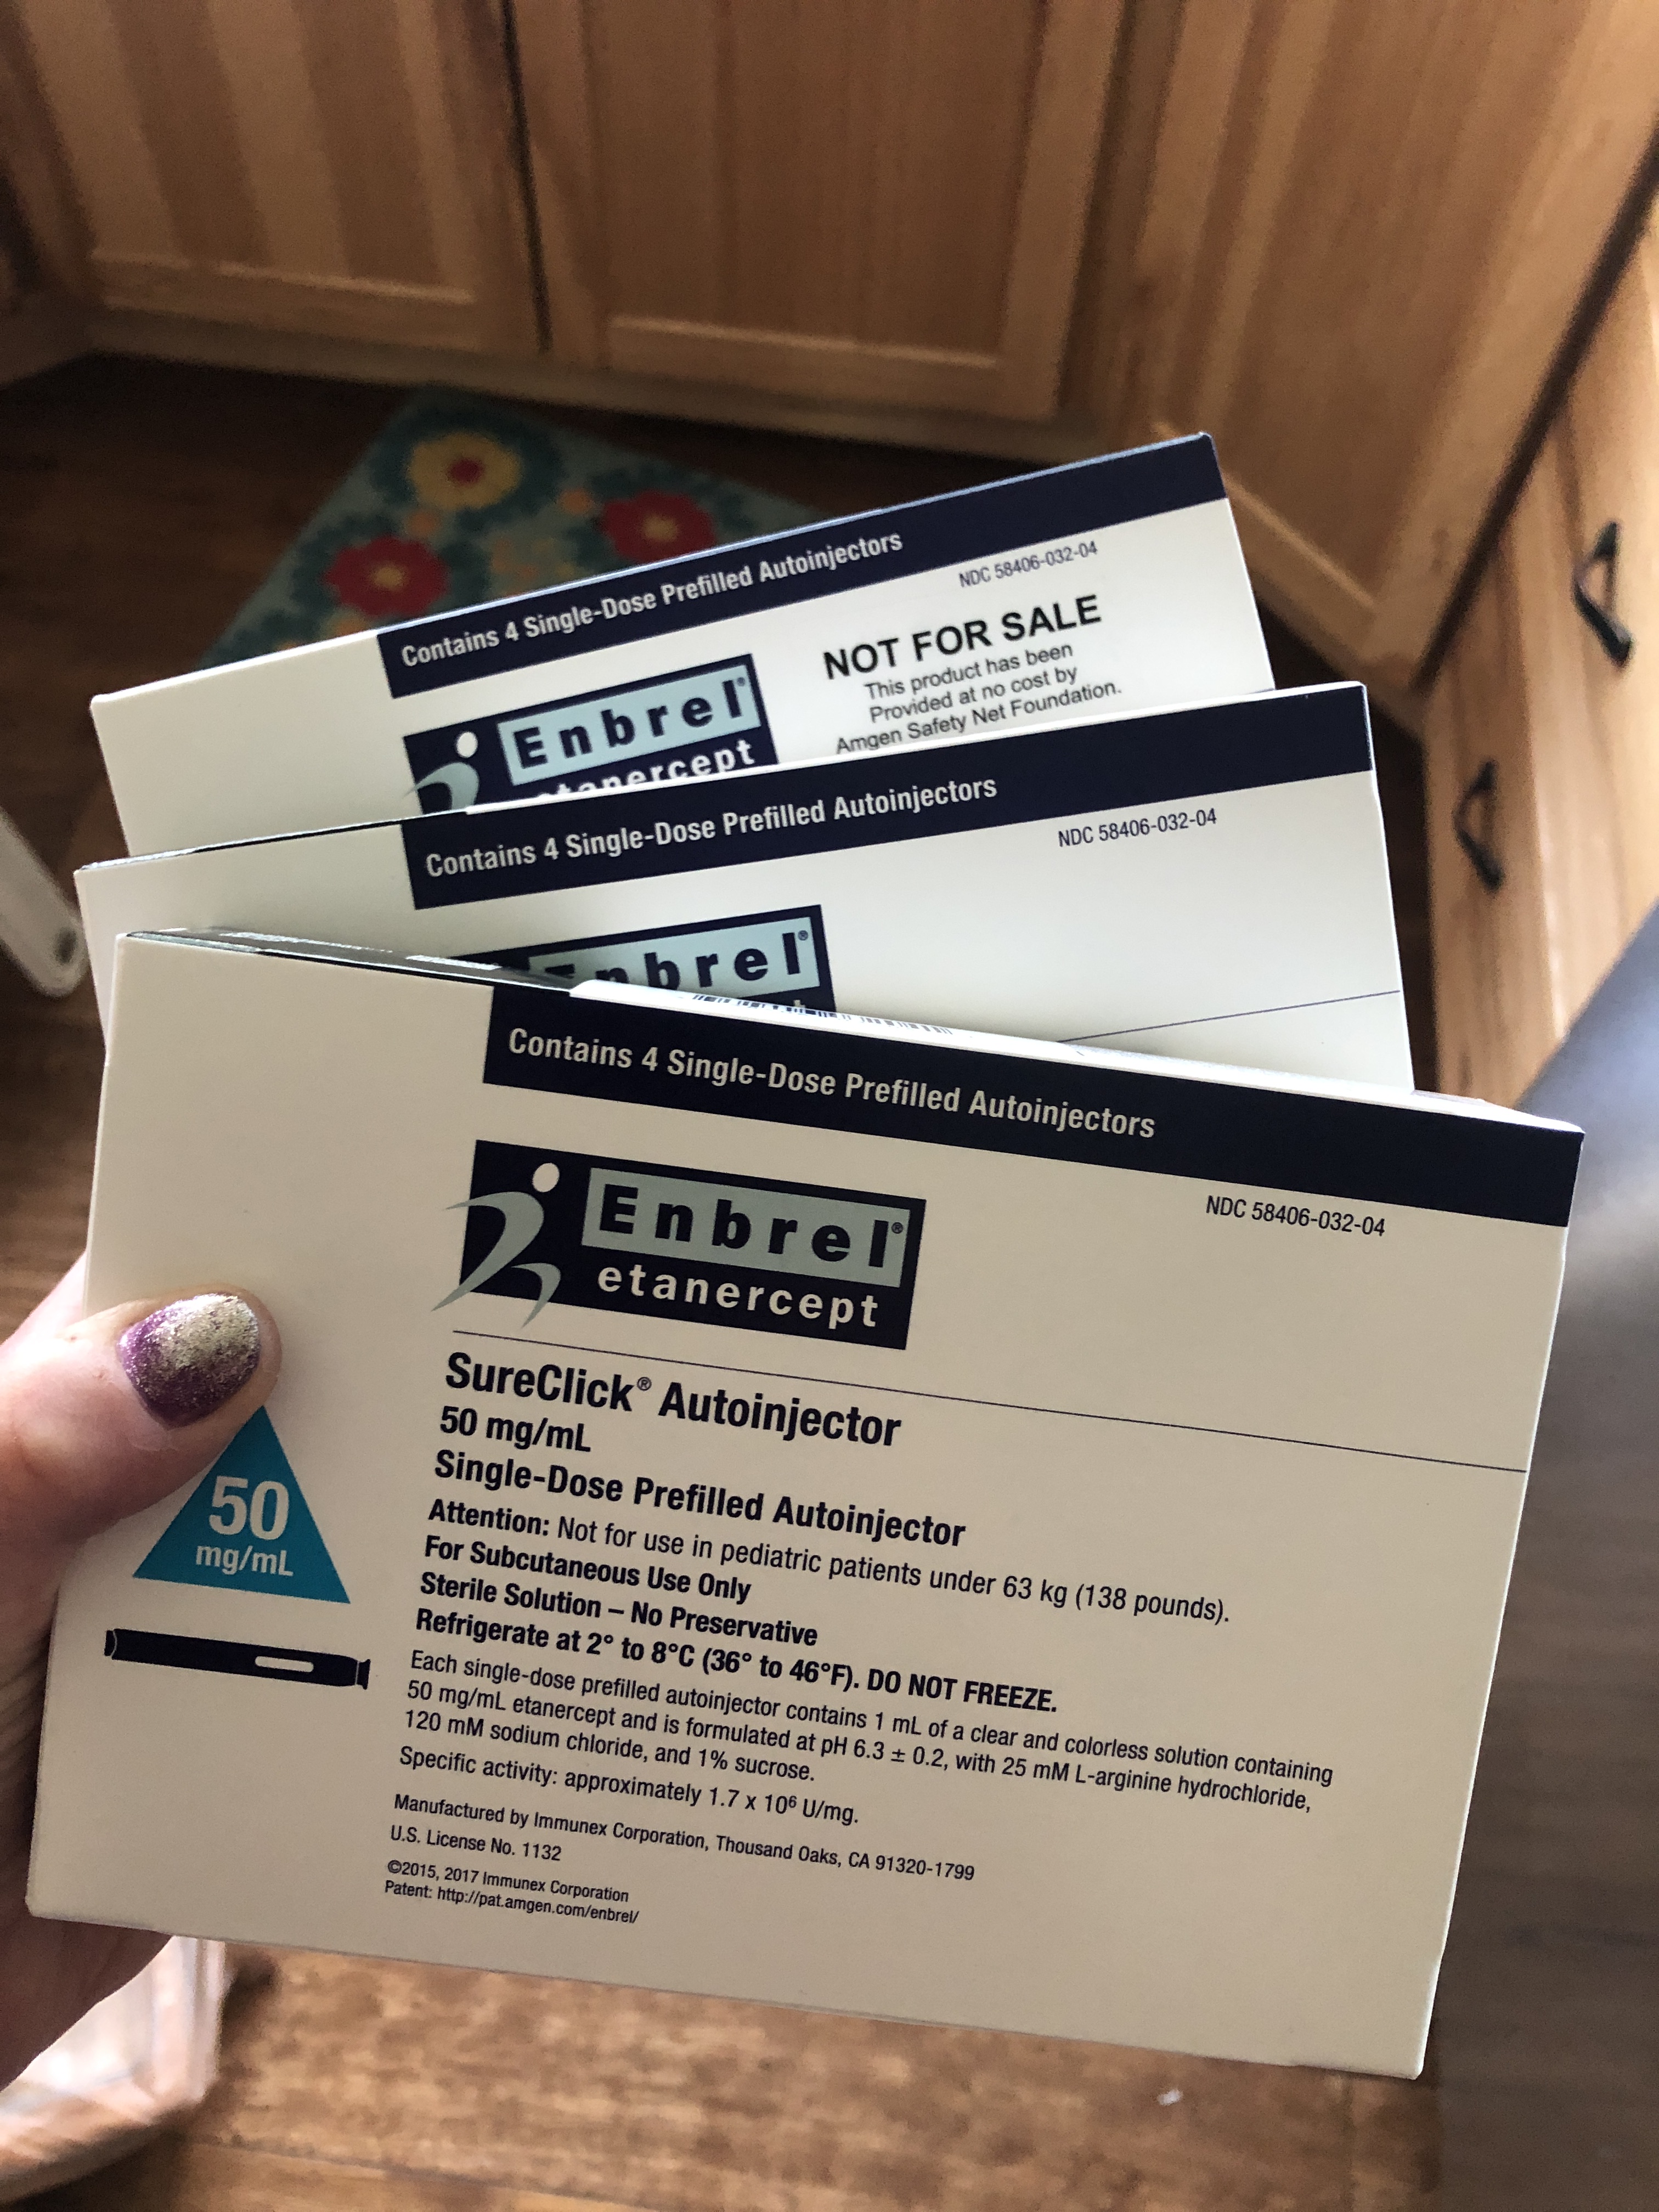 Contains 4 Single-Dose Prefilled Autoinjectors
NDC 58406-032-04
NOT FOR SALE
This product has been
Provided at no cost by
Amgen Safety Net Foundation.
Enbrel®
etanercept
Contains 4 Single-Dose Prefilled Autoinjectors
NDC 58406-032-04
Enbrel®
Contains 4 Single-Dose Prefilled Autoinjectors
NDC 58406-032-04
Enbrel®
etanercept
SureClick® Autoinjector
50 mg/mL
Single-Dose Prefilled Autoinjector
Attention: Not for use in pediatric patients under 63 kg (138 pounds).
For Subcutaneous Use Only
Sterile Solution – No Preservative
Refrigerate at 2° to 8°C (36° to 46°F). DO NOT FREEZE.
Each single-dose prefilled autoinjector contains 1 mL of a clear and colorless solution containing
50 mg/mL etanercept and is formulated at pH 6.3 ± 0.2, with 25 mM L-arginine hydrochloride,
120 mM sodium chloride, and 1% sucrose.
Specific activity: approximately 1.7 x 10⁶ U/mg.
Manufactured by Immunex Corporation, Thousand Oaks, CA 91320-1799
U.S. License No. 1132
©2015, 2017 Immunex Corporation
Patent: http://pat.amgen.com/enbrel/
50
mg/mL